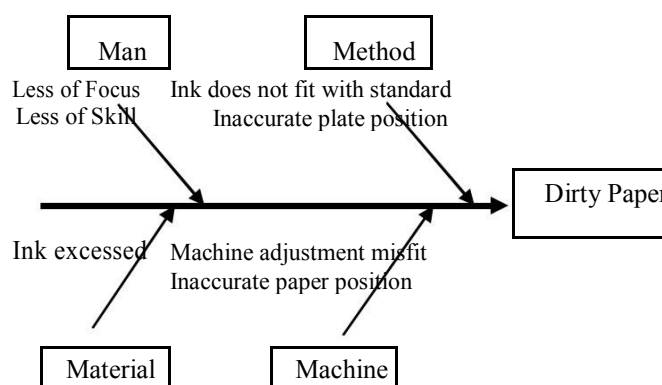 Man
Method
Less of Focus
Less of Skill
Ink does not fit with standard
Inaccurate plate position
Dirty Paper
Ink excessed
Machine adjustment misfit
Inaccurate paper position
Material
Machine